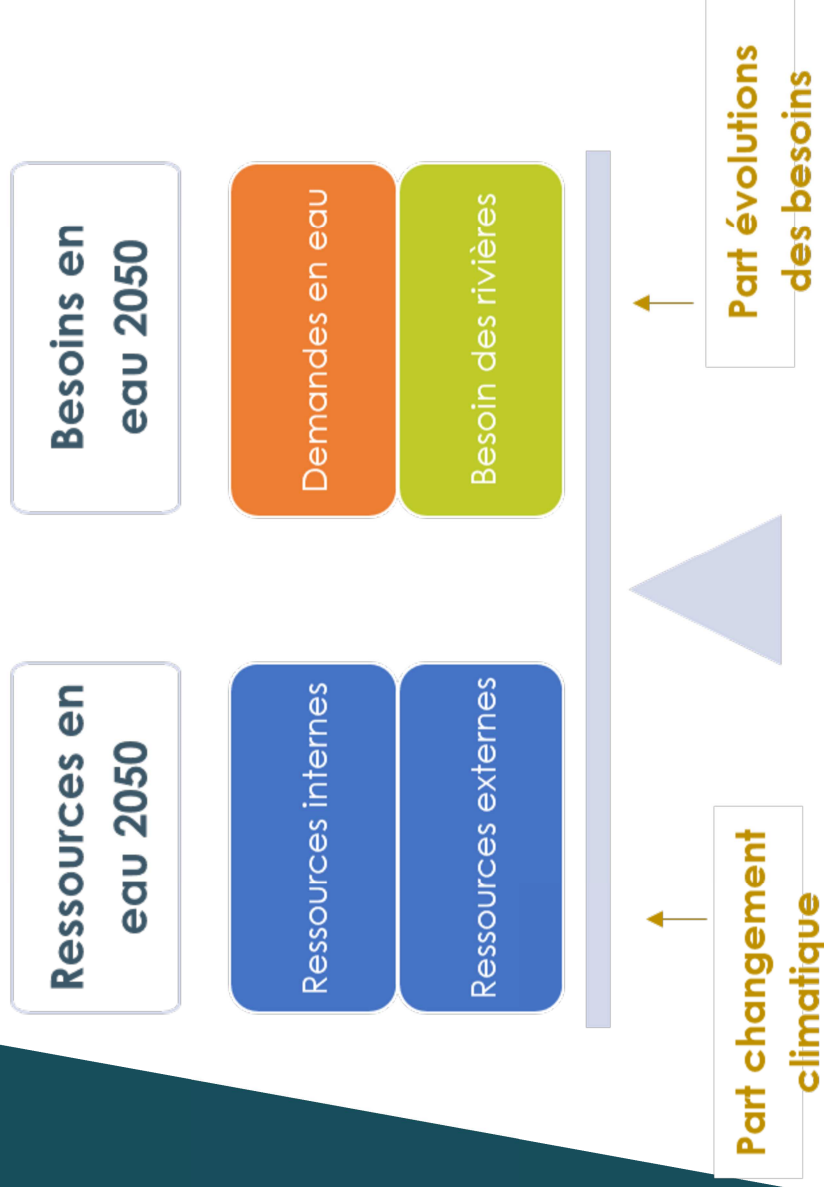 Ressources en
eau 2050
Besoins en
eau 2050
Ressources internes
Demandes en eau
Ressources externes
Besoin des rivières
Part changement
climatique
Part évolutions
des besoins